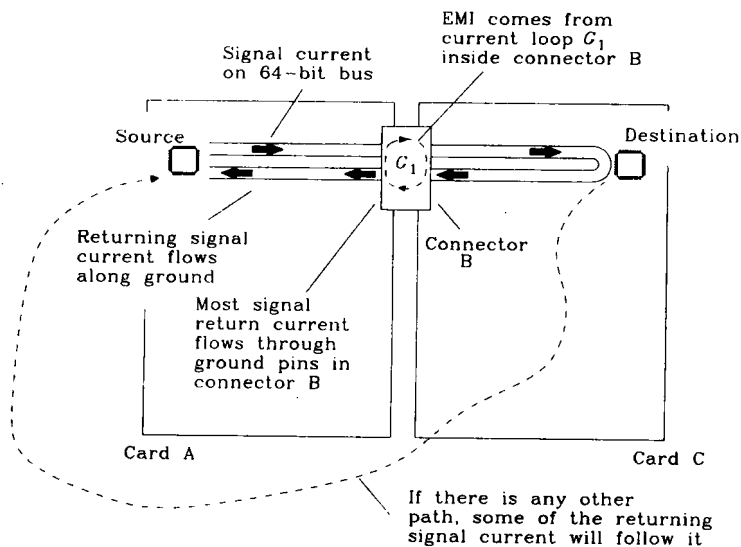 EMI comes from
current loop G1
inside connector B
Signal current
on 64-bit bus
Source
Destination
G1
Returning signal
current flows
along ground
Connector
B
Most signal
return current
flows through
ground pins in
connector B
Card A
Card C
If there is any other
path, some of the returning
signal current will follow it